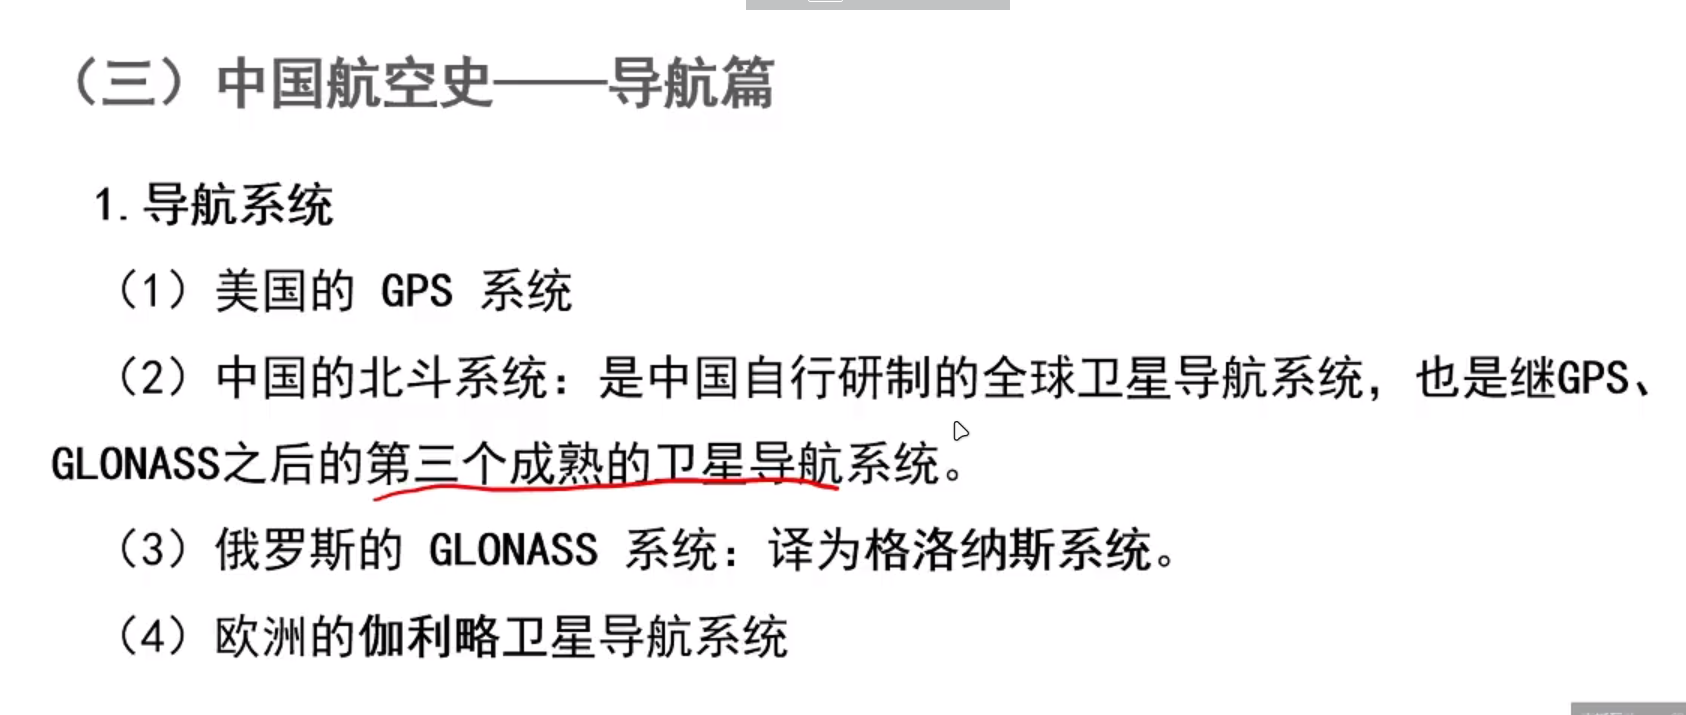 （三）中国航空史——导航篇
1.导航系统
（1）美国的 GPS 系统
（2）中国的北斗系统：是中国自行研制的全球卫星导航系统，也是继GPS、
GLONASS之后的第三个成熟的卫星导航系统。
（3）俄罗斯的 GLONASS 系统：译为格洛纳斯系统。
（4）欧洲的伽利略卫星导航系统